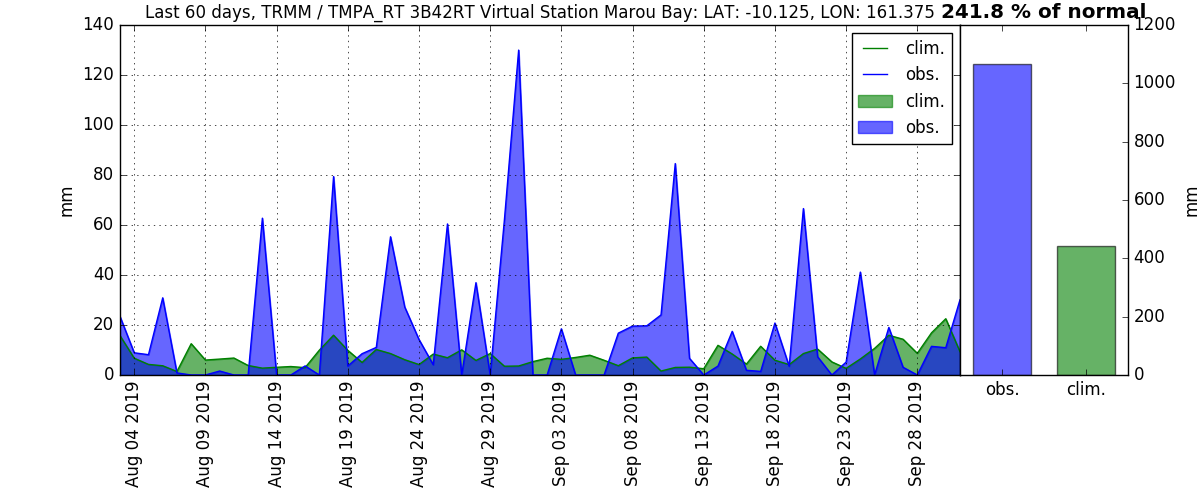 Last 60 days, TRMM / TMPA_RT 3B42RT Virtual Station Marou Bay: LAT: -10.125, LON: 161.375 241.8 % of normal
140
120
100
80
60
40
20
0
mm
clim.
obs.
clim.
obs.
1200
1000
800
600
400
200
0
mm
obs.
clim.
Aug 04 2019
Aug 09 2019
Aug 14 2019
Aug 19 2019
Aug 24 2019
Aug 29 2019
Sep 03 2019
Sep 08 2019
Sep 13 2019
Sep 18 2019
Sep 23 2019
Sep 28 2019